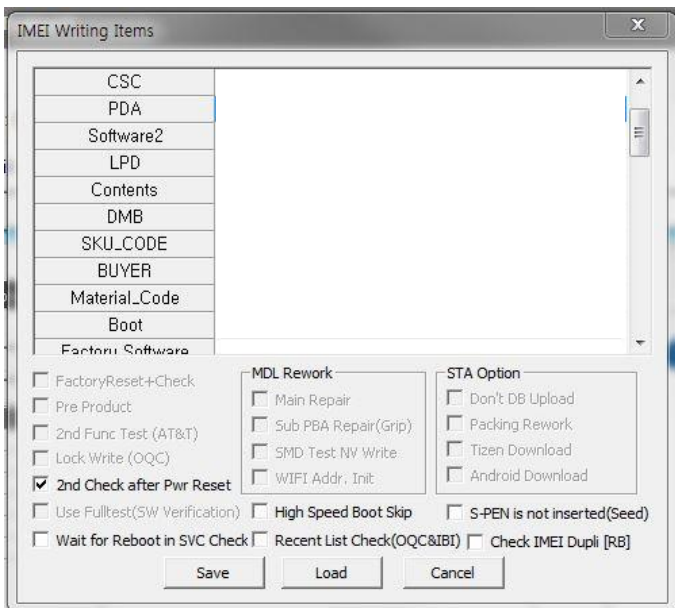 IMEI Writing Items
CSC
PDA
Software2
LPD
Contents
DMB
SKU_CODE
BUYER
Material_Code
Boot
Factory Software
FactoryReset+Check
Pre Product
2nd Func Test (AT&T)
Lock Write (OQC)
2nd Check after Pwr Reset
Use Fulltest(SW Verification)
Wait for Reboot in SVC Check
MDL Rework
Main Repair
Sub PBA Repair(Grip)
SMD Test NV Write
WIFI Addr. Init
High Speed Boot Skip
Recent List Check(OQC&IBI)
STA Option
Don't DB Upload
Packing Rework
Tizen Download
Android Download
S-PEN is not inserted(Seed)
Check IMEI Dupli [RB]
Save
Load
Cancel